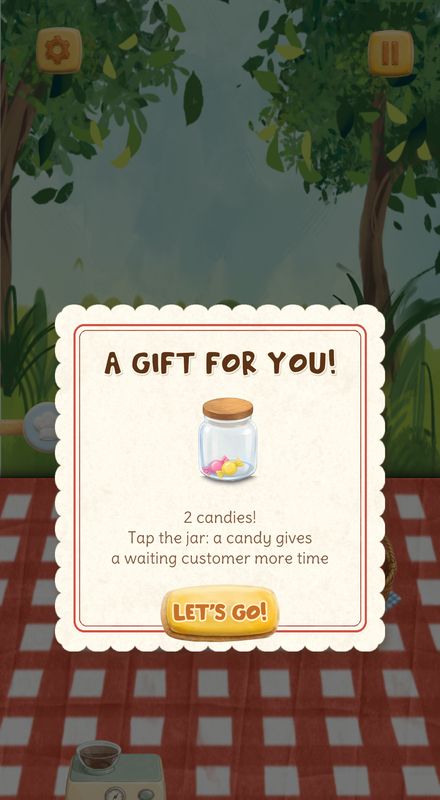 A GIFT FOR YOU!
2 candies!
Tap the jar: a candy gives
a waiting customer more time
LET'S GO!